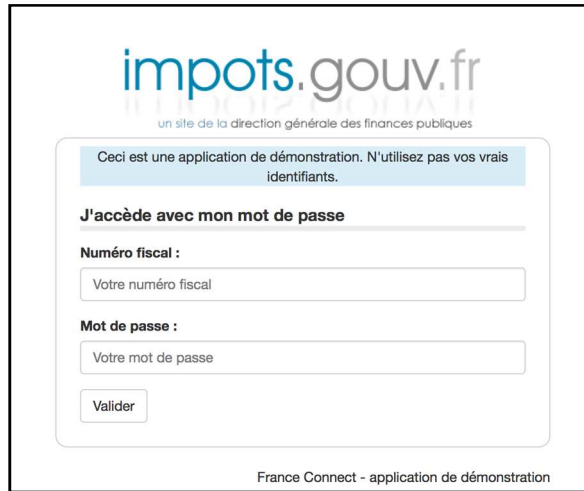 impots.gouv.fr
un site de la direction générale des finances publiques
Ceci est une application de démonstration. N'utilisez pas vos vrais
identifiants.
J'accède avec mon mot de passe
Numéro fiscal :
Votre numéro fiscal
Mot de passe :
Votre mot de passe
Valider
France Connect - application de démonstration